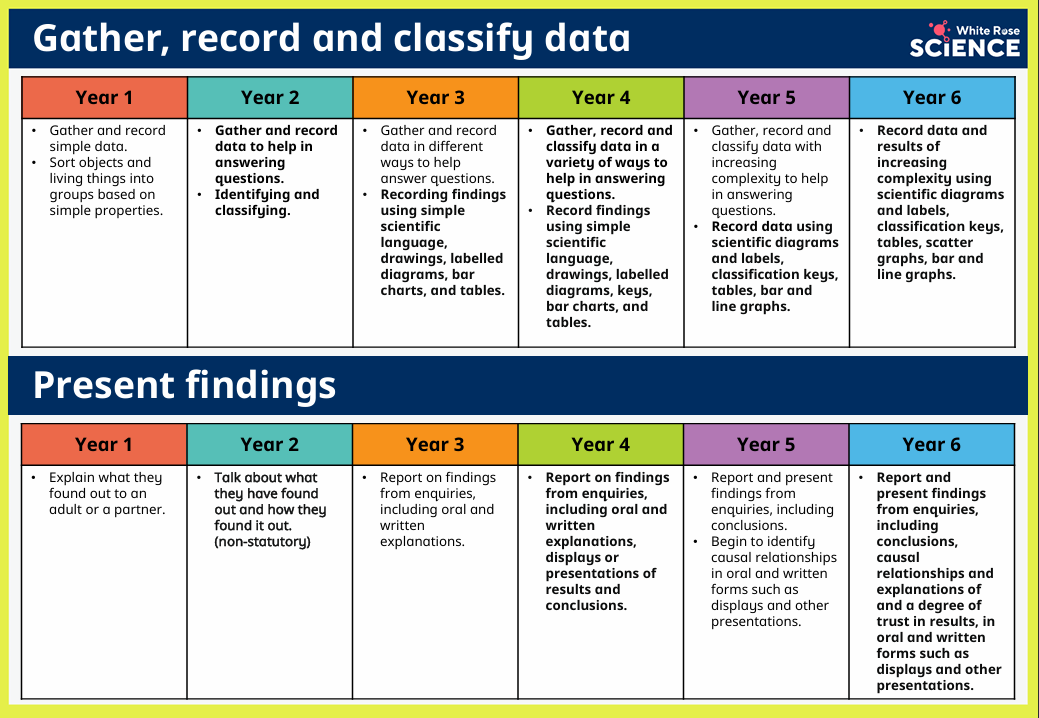 Gather, record and classify data
White Rose
SCIENCE
Year 1
Year 2
Year 3
Year 4
Year 5
Year 6
• Gather and record
simple data.
• Sort objects and
living things into
groups based on
simple properties.
• Gather and record
data to help in
answering
questions.
• Identifying and
classifying.
• Gather and record
data in different
ways to help
answer questions.
• Recording findings
using simple
scientific
language,
drawings, labelled
diagrams, bar
charts, and tables.
• Gather, record and
classify data in a
variety of ways to
help in answering
questions.
• Record findings
using simple
scientific
language,
drawings, labelled
diagrams, keys,
bar charts, and
tables.
• Gather, record and
classify data with
increasing
complexity to help
in answering
questions.
• Record data using
scientific diagrams
and labels,
classification keys,
tables, bar and
line graphs.
• Record data and
results of
increasing
complexity using
scientific diagrams
and labels,
classification keys,
tables, scatter
graphs, bar and
line graphs.
Present findings
Year 1
Year 2
Year 3
Year 4
Year 5
Year 6
• Explain what they
found out to an
adult or a partner.
• Talk about what
they have found
out and how they
found it out.
(non-statutory)
• Report on findings
from enquiries,
including oral and
written
explanations.
• Report on findings
from enquiries,
including oral and
written
explanations,
displays or
presentations of
results and
conclusions.
• Report and present
findings from
enquiries, including
conclusions.
• Begin to identify
causal relationships
in oral and written
forms such as
displays and other
presentations.
• Report and
present findings
from enquiries,
including
conclusions,
causal
relationships and
explanations of
and a degree of
trust in results, in
oral and written
forms such as
displays and other
presentations.